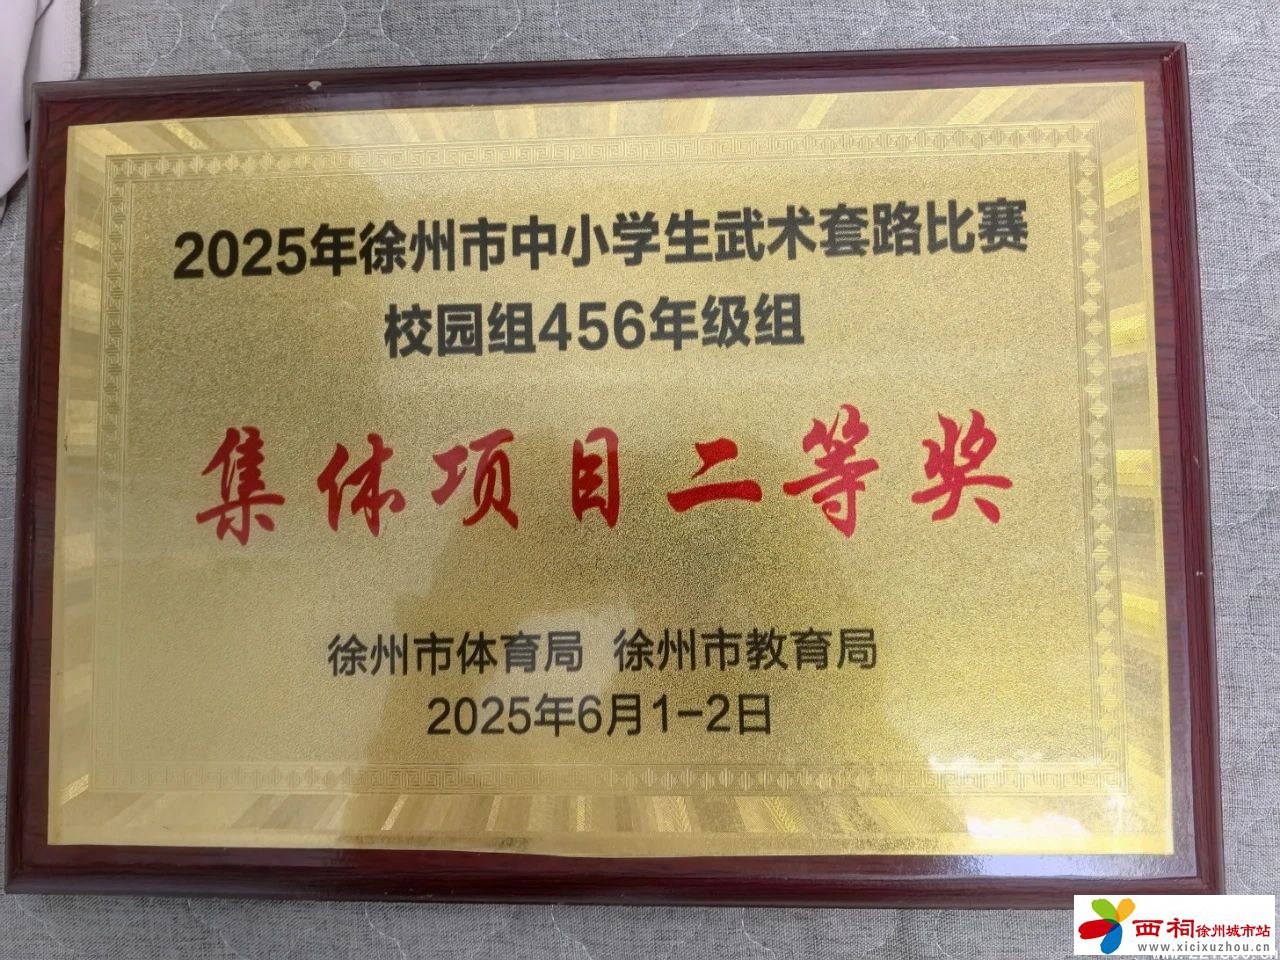 2025年徐州市中小学生武术套路比赛
校园组456年级组
集体项目二等奖
徐州市体育局 徐州市教育局
2025年6月1-2日
西祠徐州城市站
www.xicixuzhou.cn